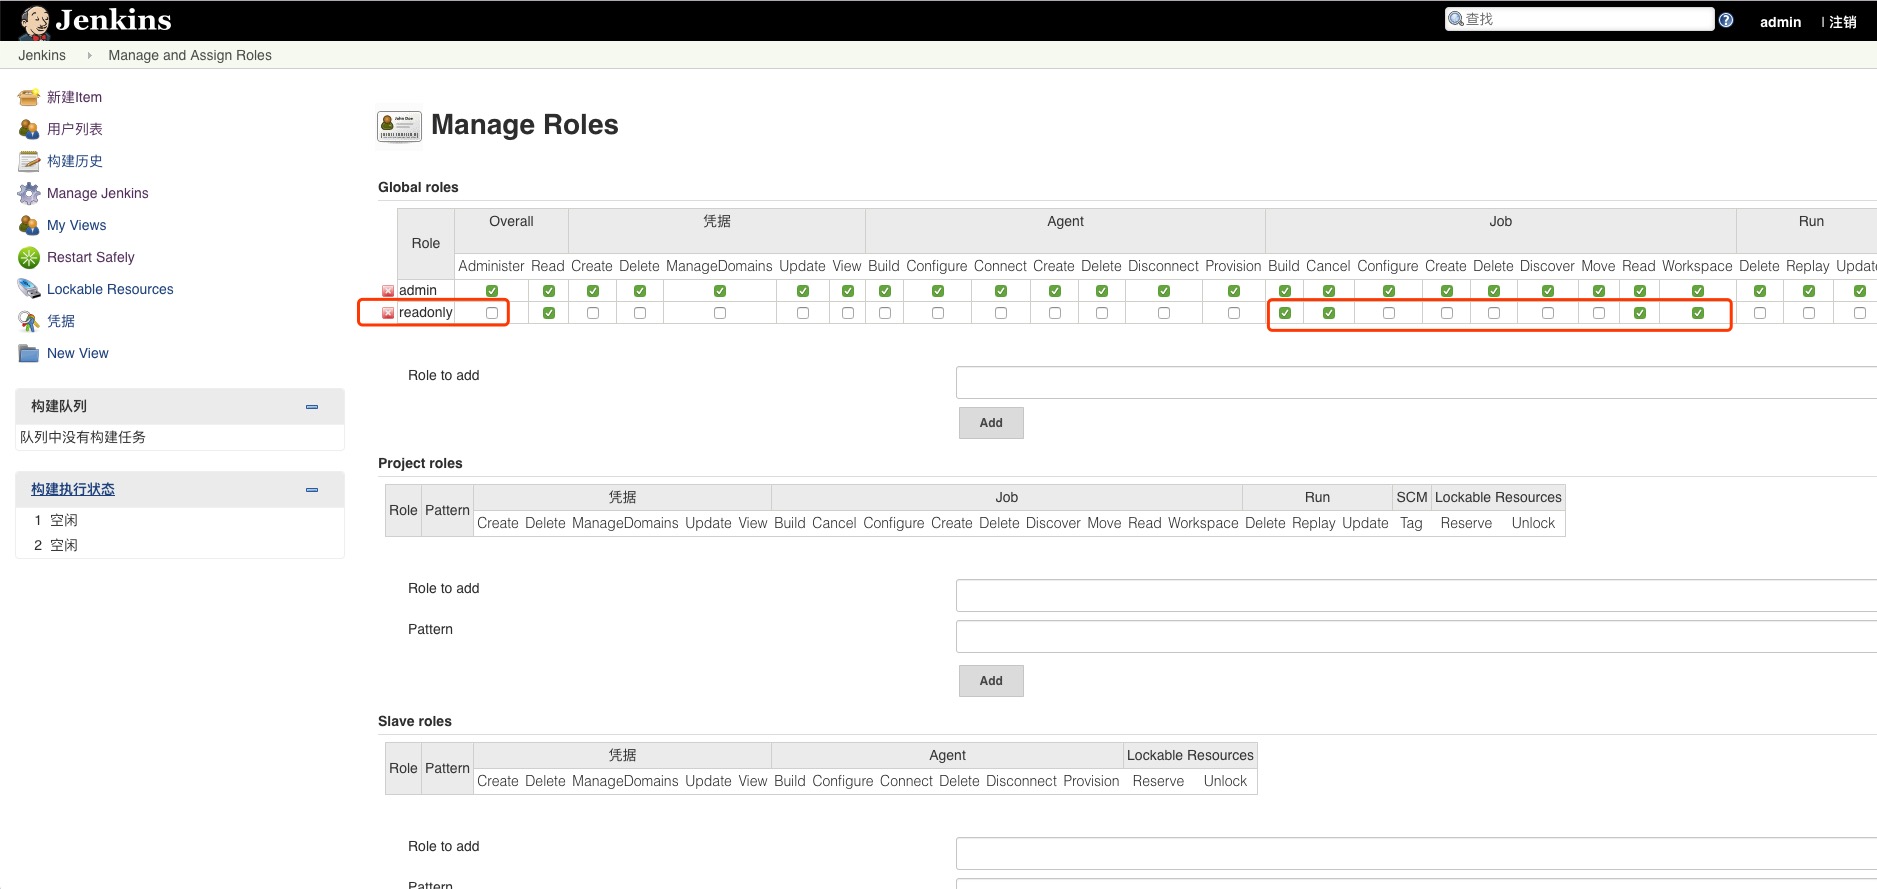 Jenkins
查找
admin
| 注销
Jenkins
Manage and Assign Roles
新建Item
用户列表
构建历史
Manage Jenkins
My Views
Restart Safely
Lockable Resources
凭据
New View
构建队列
队列中没有构建任务
构建执行状态
1 空闲
2 空闲
Manage Roles
Global roles
Role Overall 凭据 Agent Job Run
Administer Read Create Delete ManageDomains Update View Build Configure Connect Create Delete Disconnect Provision Build Cancel Configure Create Delete Discover Move Read Workspace Delete Replay Update
admin
readonly
Role to add
Add
Project roles
Role Pattern 凭据 Job Run SCM Lockable Resources
Create Delete ManageDomains Update View Build Cancel Configure Create Delete Discover Move Read Workspace Delete Replay Update Tag Reserve Unlock
Role to add
Pattern
Add
Slave roles
Role Pattern 凭据 Agent Lockable Resources
Create Delete ManageDomains Update View Build Configure Connect Delete Disconnect Provision Reserve Unlock
Role to add
Pattern